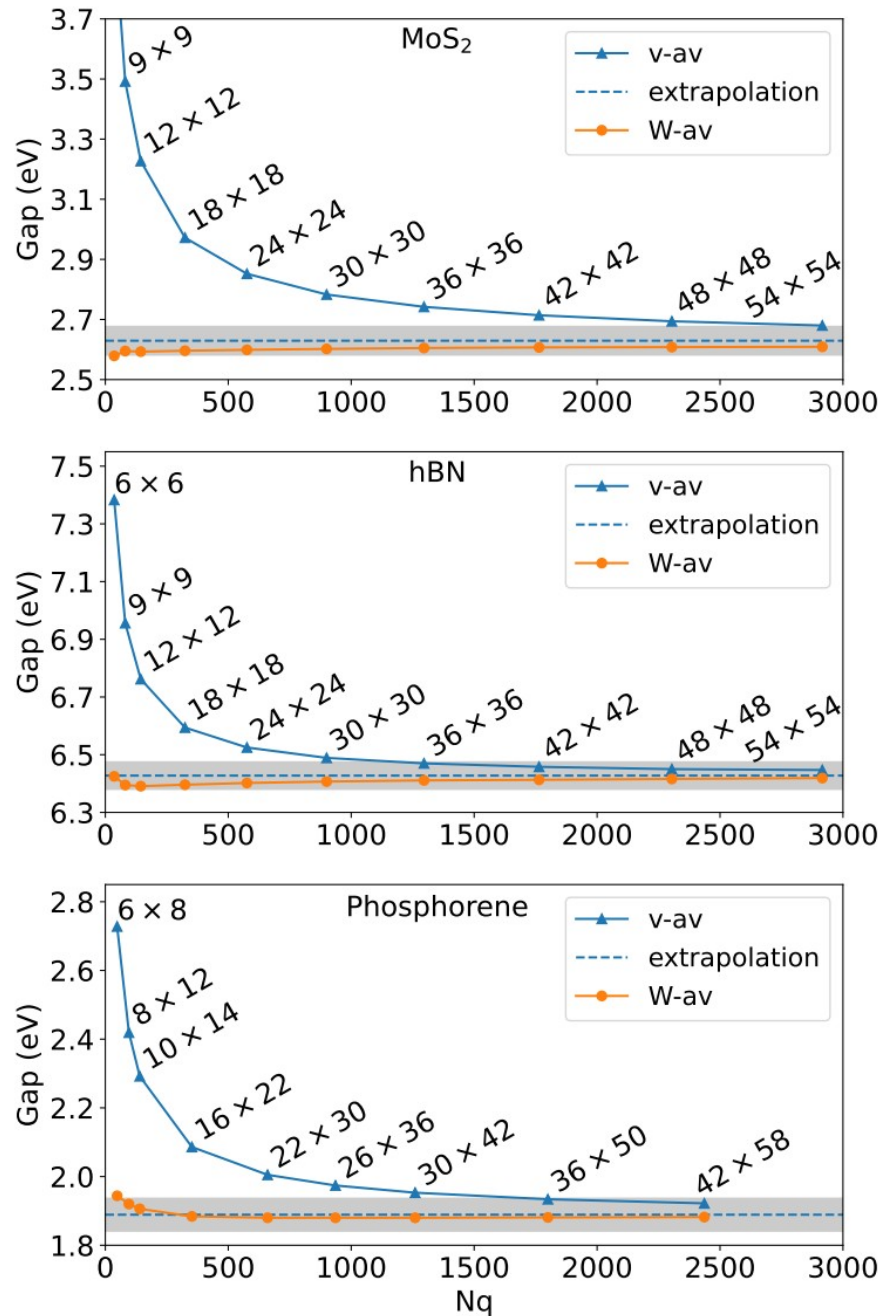 MoS₂
3.7
3.5
3.3
3.1
2.9
2.7
2.5
Gap (eV)
9 × 9
12 × 12
18 × 18
24 × 24
30 × 30
36 × 36
42 × 42
48 × 48
54 × 54
v-av
extrapolation
W-av
0 500 1000 1500 2000 2500 3000
hBN
7.5
7.3
7.1
6.9
6.7
6.5
6.3
Gap (eV)
6 × 6
9 × 9
12 × 12
18 × 18
24 × 24
30 × 30
36 × 36
42 × 42
48 × 48
54 × 54
v-av
extrapolation
W-av
0 500 1000 1500 2000 2500 3000
Phosphorene
2.8
2.6
2.4
2.2
2.0
1.8
Gap (eV)
6 × 8
8 × 12
10 × 14
16 × 22
22 × 30
26 × 36
30 × 42
36 × 50
42 × 58
v-av
extrapolation
W-av
0 500 1000 1500 2000 2500 3000
Nq